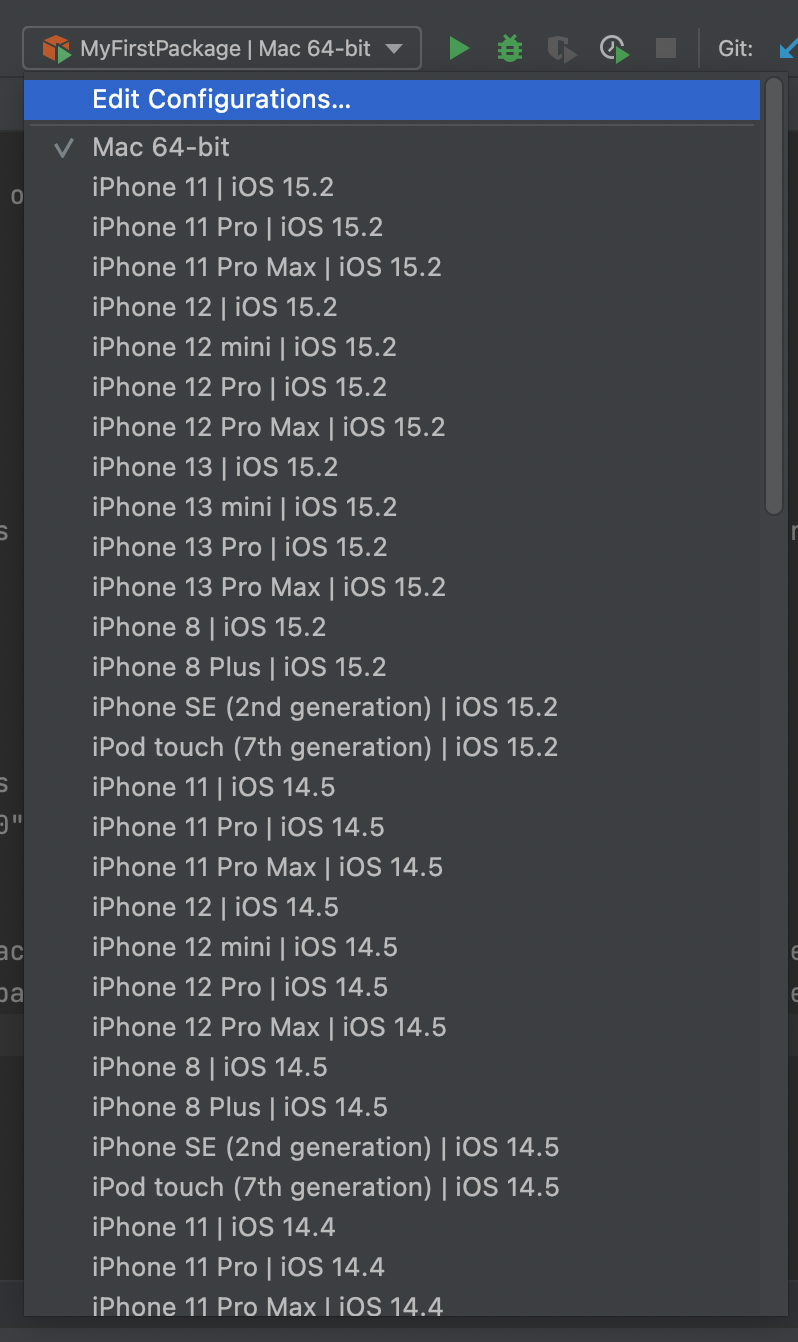 MyFirstPackage | Mac 64-bit
Git:
Edit Configurations...
Mac 64-bit
iPhone 11 | iOS 15.2
iPhone 11 Pro | iOS 15.2
iPhone 11 Pro Max | iOS 15.2
iPhone 12 | iOS 15.2
iPhone 12 mini | iOS 15.2
iPhone 12 Pro | iOS 15.2
iPhone 12 Pro Max | iOS 15.2
iPhone 13 | iOS 15.2
iPhone 13 mini | iOS 15.2
iPhone 13 Pro | iOS 15.2
iPhone 13 Pro Max | iOS 15.2
iPhone 8 | iOS 15.2
iPhone 8 Plus | iOS 15.2
iPhone SE (2nd generation) | iOS 15.2
iPod touch (7th generation) | iOS 15.2
iPhone 11 | iOS 14.5
iPhone 11 Pro | iOS 14.5
iPhone 11 Pro Max | iOS 14.5
iPhone 12 | iOS 14.5
iPhone 12 mini | iOS 14.5
iPhone 12 Pro | iOS 14.5
iPhone 12 Pro Max | iOS 14.5
iPhone 8 | iOS 14.5
iPhone 8 Plus | iOS 14.5
iPhone SE (2nd generation) | iOS 14.5
iPod touch (7th generation) | iOS 14.5
iPhone 11 | iOS 14.4
iPhone 11 Pro | iOS 14.4
iPhone 11 Pro Max | iOS 14.4